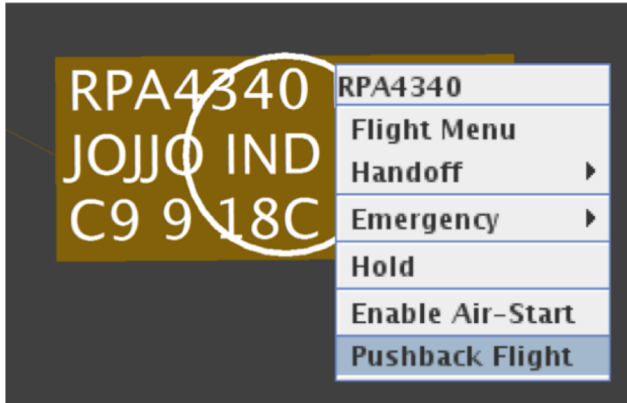 RPA4340
JOJJO IND
C9 9 18C
RPA4340
Flight Menu
Handoff
Emergency
Hold
Enable Air-Start
Pushback Flight